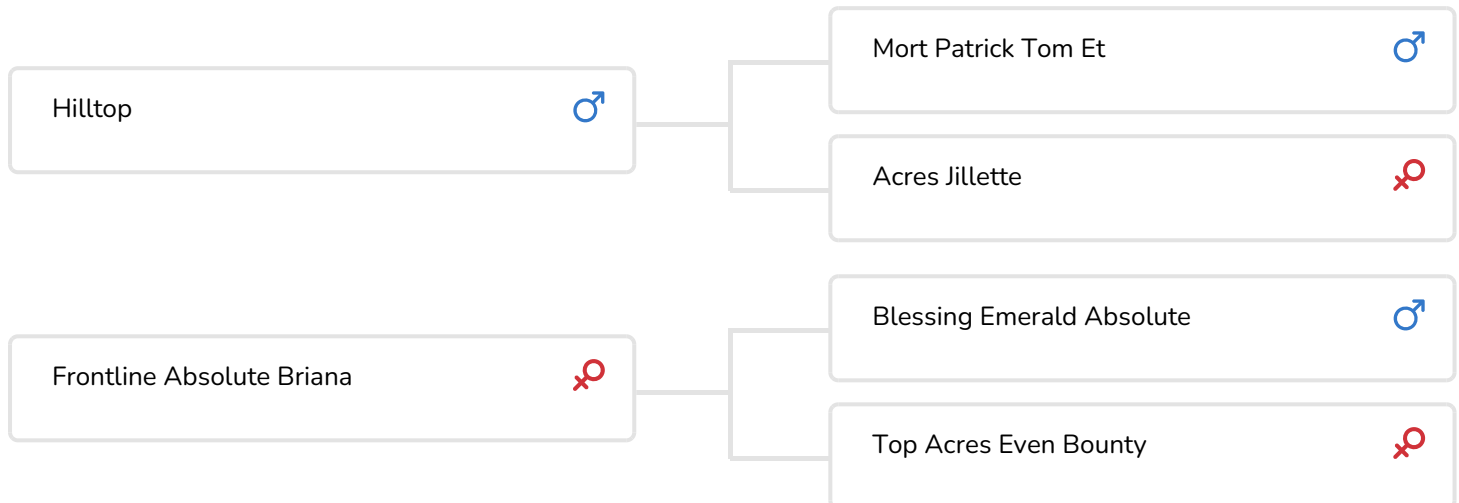 Mort Patrick Tom Et
Hilltop
Acres Jillette
Blessing Emerald Absolute
Frontline Absolute Briana
Top Acres Even Bounty